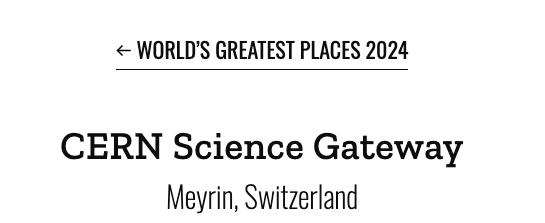 ← WORLD'S GREATEST PLACES 2024
CERN Science Gateway
Meyrin, Switzerland